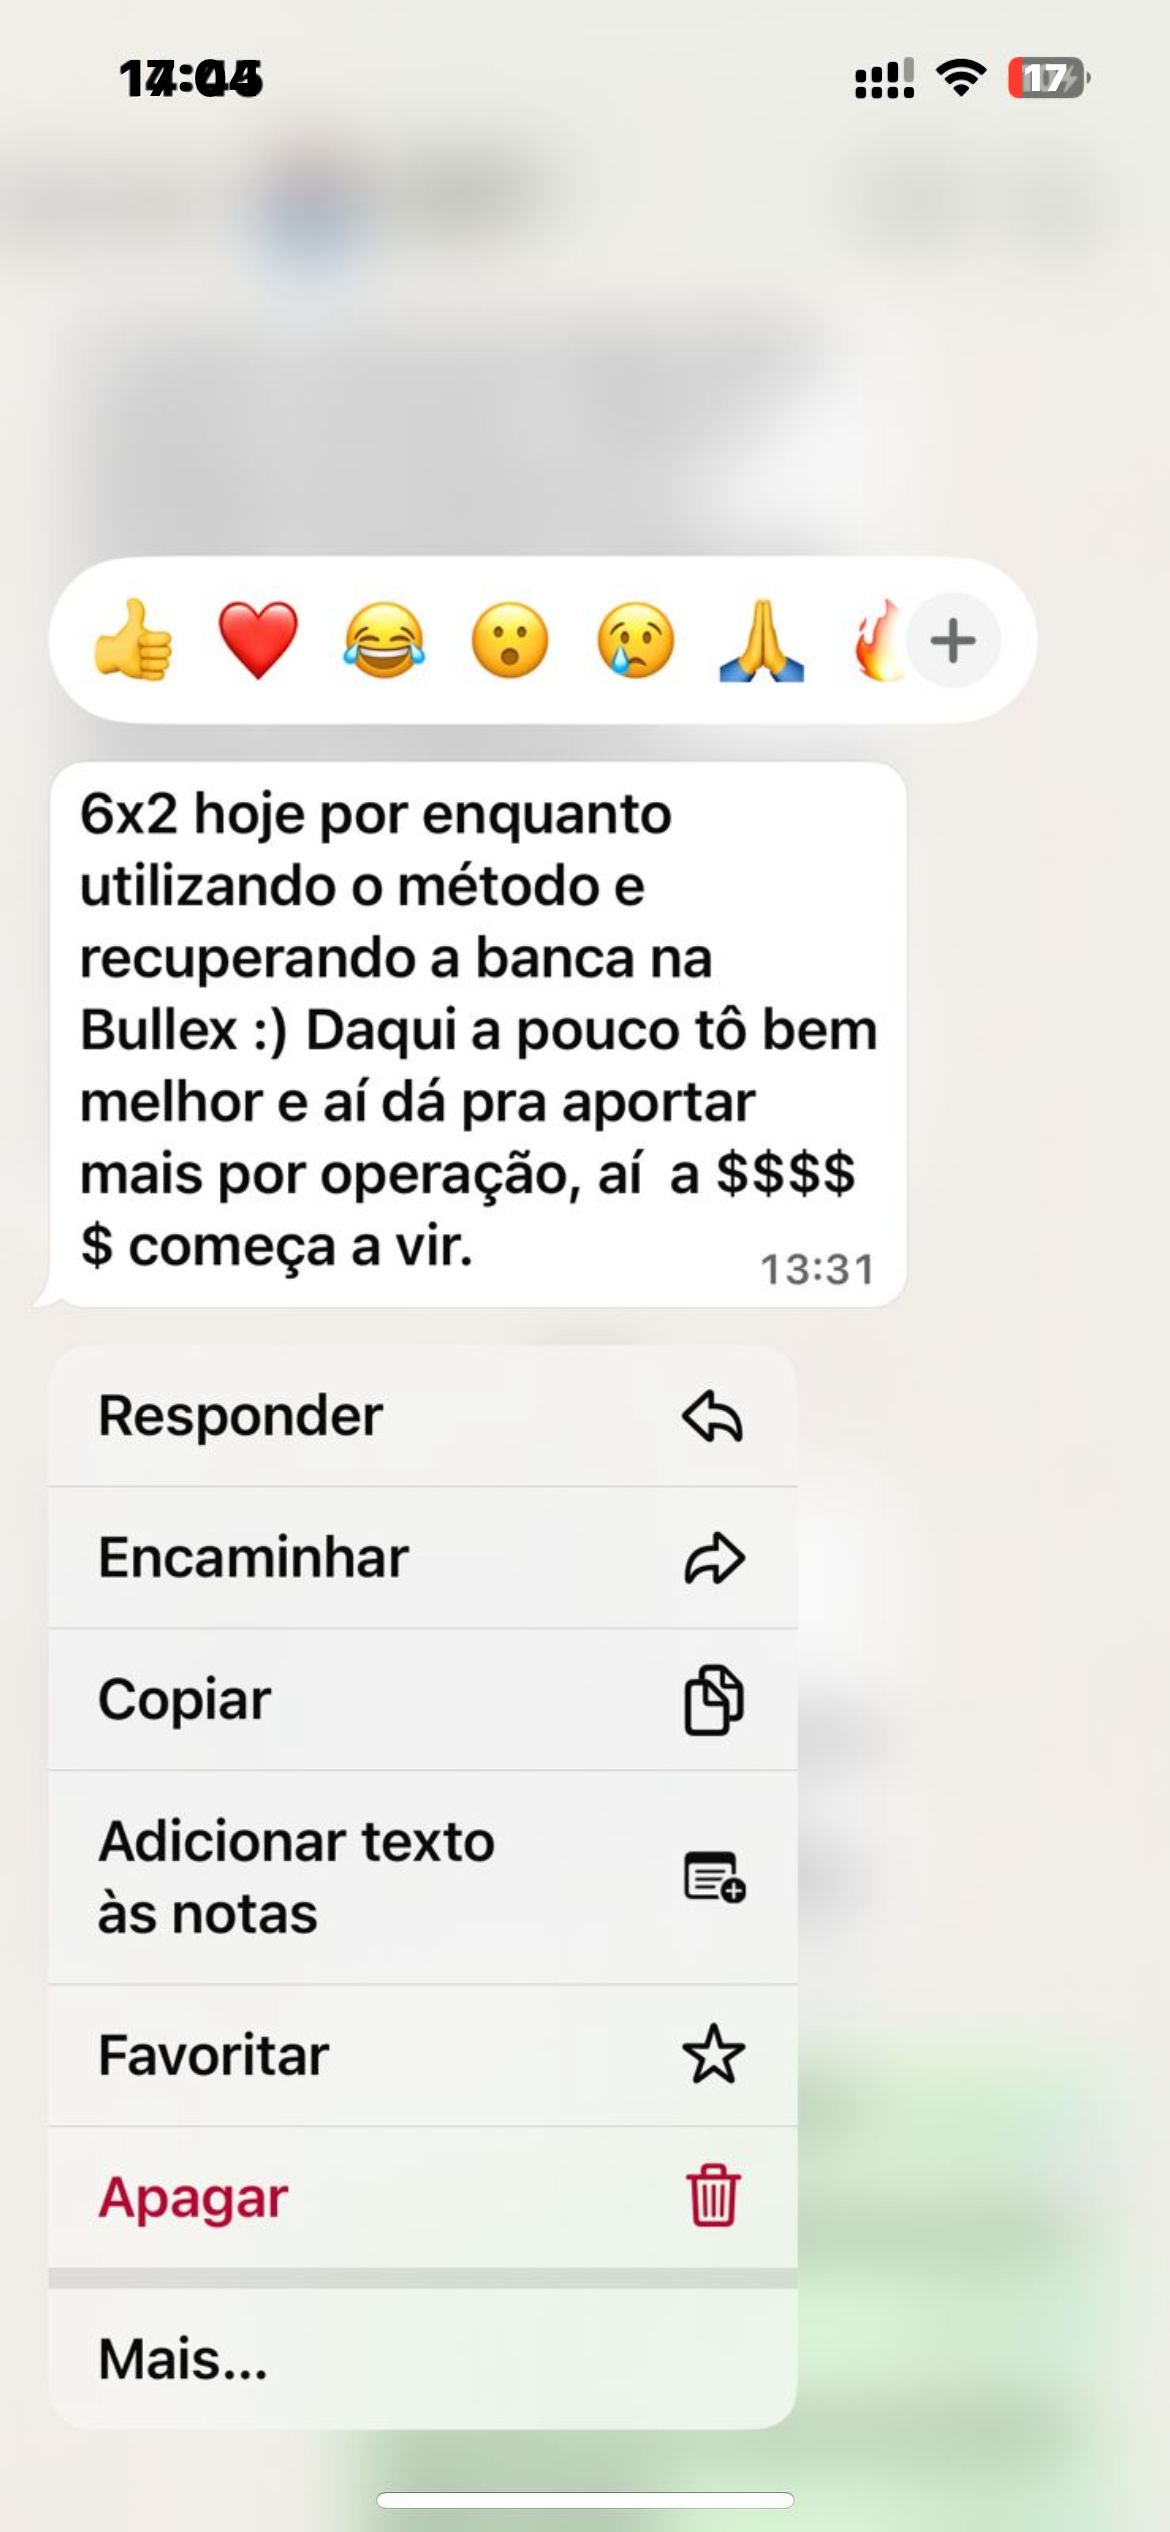 17
6x2 hoje por enquanto
utilizando o método e
recuperando a banca na
Bullex :) Daqui a pouco tô bem
melhor e aí dá pra aportar
mais por operação, aí  a $$$$
$ começa a vir.
13:31
Responder
Encaminhar
Copiar
Adicionar texto
às notas
Favoritar
Apagar
Mais...